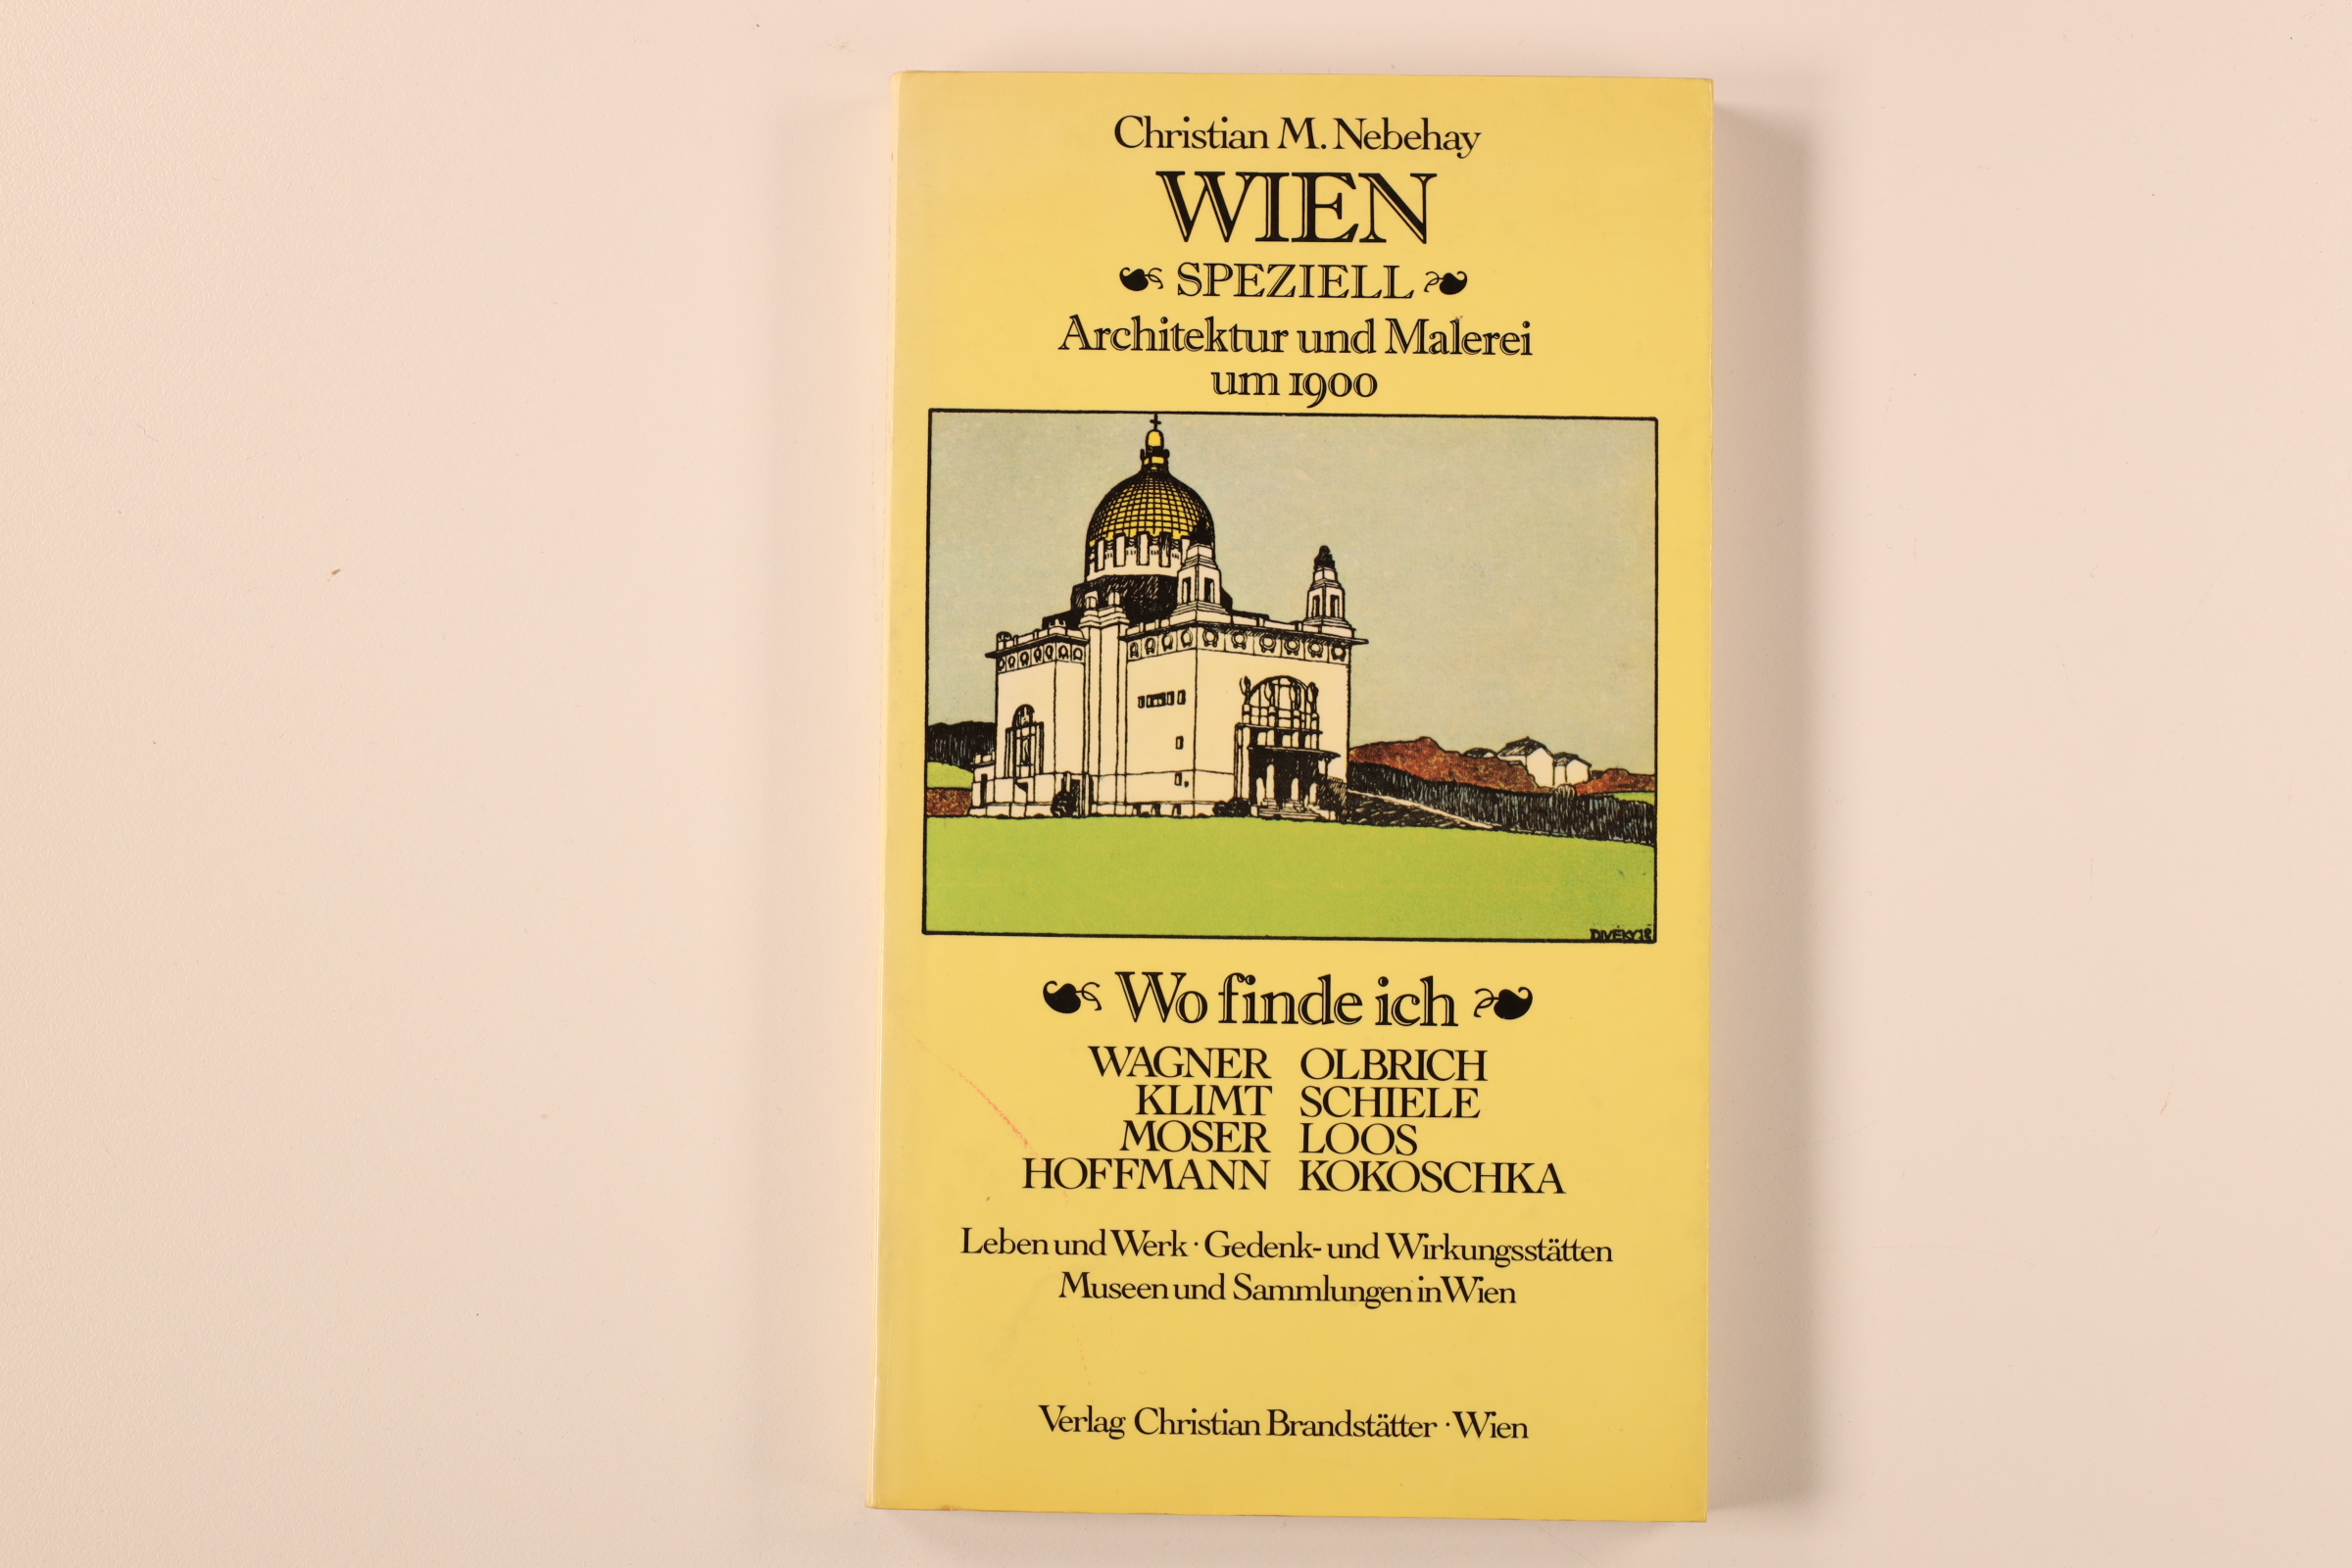 Christian M. Nebehay
WIEN
SPEZIELL
Architektur und Malerei
um 1900
DIVÉKY
Wo finde ich
WAGNER OLBRICH
KLIMT SCHIELE
MOSER LOOS
HOFFMANN KOKOSCHKA
Leben und Werk · Gedenk- und Wirkungsstätten
Museen und Sammlungen in Wien
Verlag Christian Brandstätter · Wien